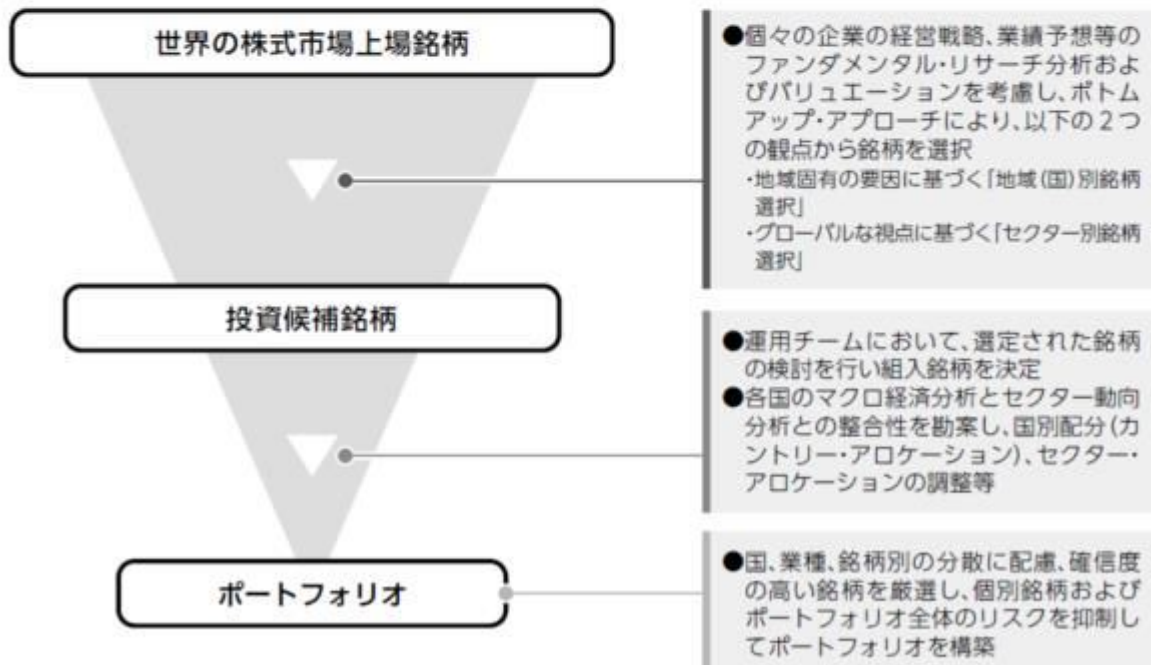 世界の株式市場上場銘柄
●個々の企業の経営戦略、業績予想等の
ファンダメンタル・リサーチ分析およ
びバリュエーションを考慮し、ボトム
アップ・アプローチにより、以下の2つ
の観点から銘柄を選択
・地域固有の要因に基づく「地域(国)別銘柄
選択」
・グローバルな視点に基づく「セクター別銘柄
選択」
投資候補銘柄
●運用チームにおいて、選定された銘柄
の検討を行い組入銘柄を決定
●各国のマクロ経済分析とセクター動向
分析との整合性を勘案し、国別配分(カ
ントリー・アロケーション)、セクター・
アロケーションの調整等
ポートフォリオ
●国、業種、銘柄別の分散に配慮、確信度
の高い銘柄を厳選し、個別銘柄および
ポートフォリオ全体のリスクを抑制し
てポートフォリオを構築